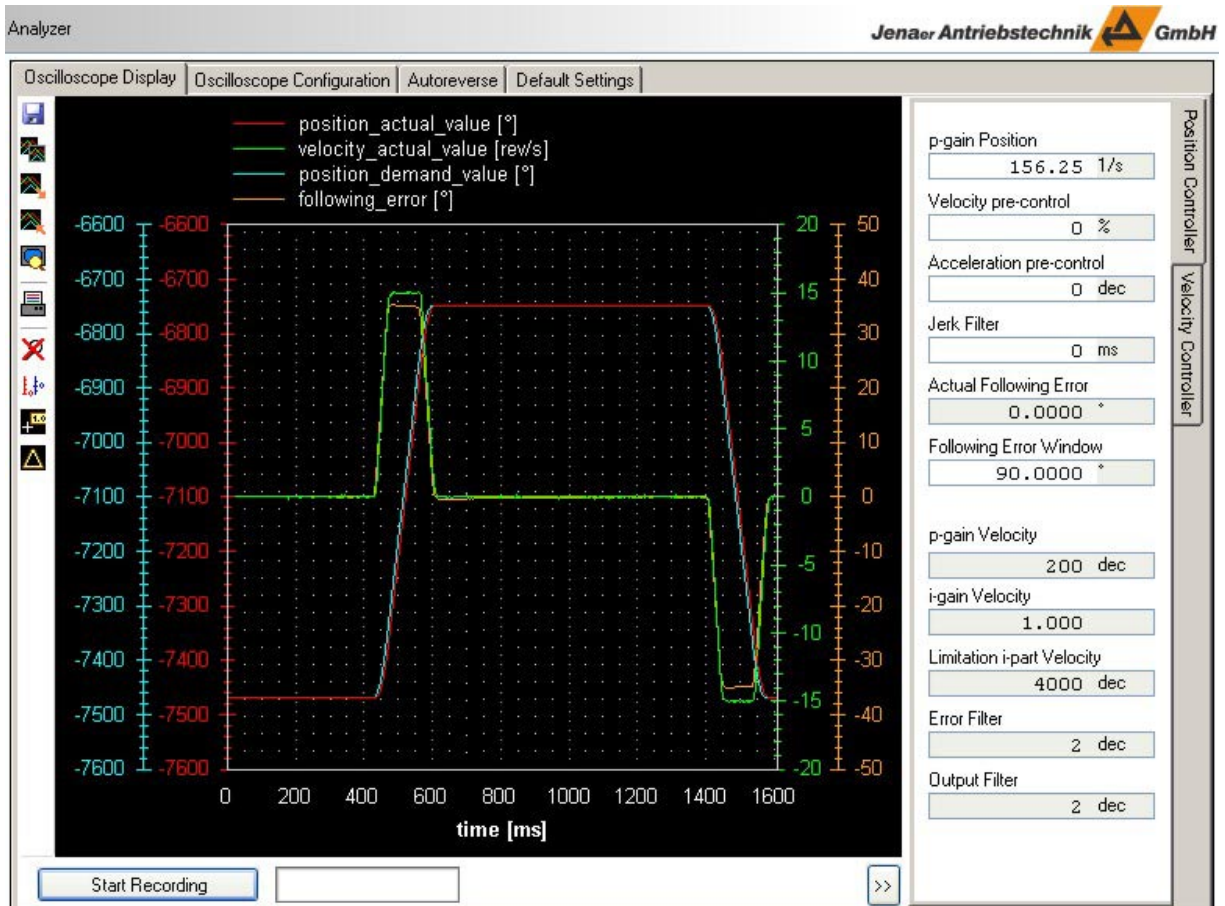 Analyzer
Jenaer Antriebstechnik GmbH
Oscilloscope Display Oscilloscope Configuration Autoreverse Default Settings
position_actual_value [°]
velocity_actual_value [rev/s]
position_demand_value [°]
following_error [°]
-6600 -6600 20 50
-6700 -6700 15 40
-6800 -6800 10 30
-6900 -6900 5 20
-7000 -7000 0 10
-7100 -7100 -5 0
-7200 -7200 -10 -10
-7300 -7300 -15 -20
-7400 -7400 -20 -30
-7500 -7500 -40
-7600 -7600 -50
0 200 400 600 800 1000 1200 1400 1600
time [ms]
Start Recording
>>
p-gain Position
156.25 1/s
Velocity pre-control
0 %
Acceleration pre-control
0 dec
Jerk Filter
0 ms
Actual Following Error
0.0000 °
Following Error Window
90.0000 °
p-gain Velocity
200 dec
i-gain Velocity
1.000
Limitation i-part Velocity
4000 dec
Error Filter
2 dec
Output Filter
2 dec
Position Controller
Velocity Controller